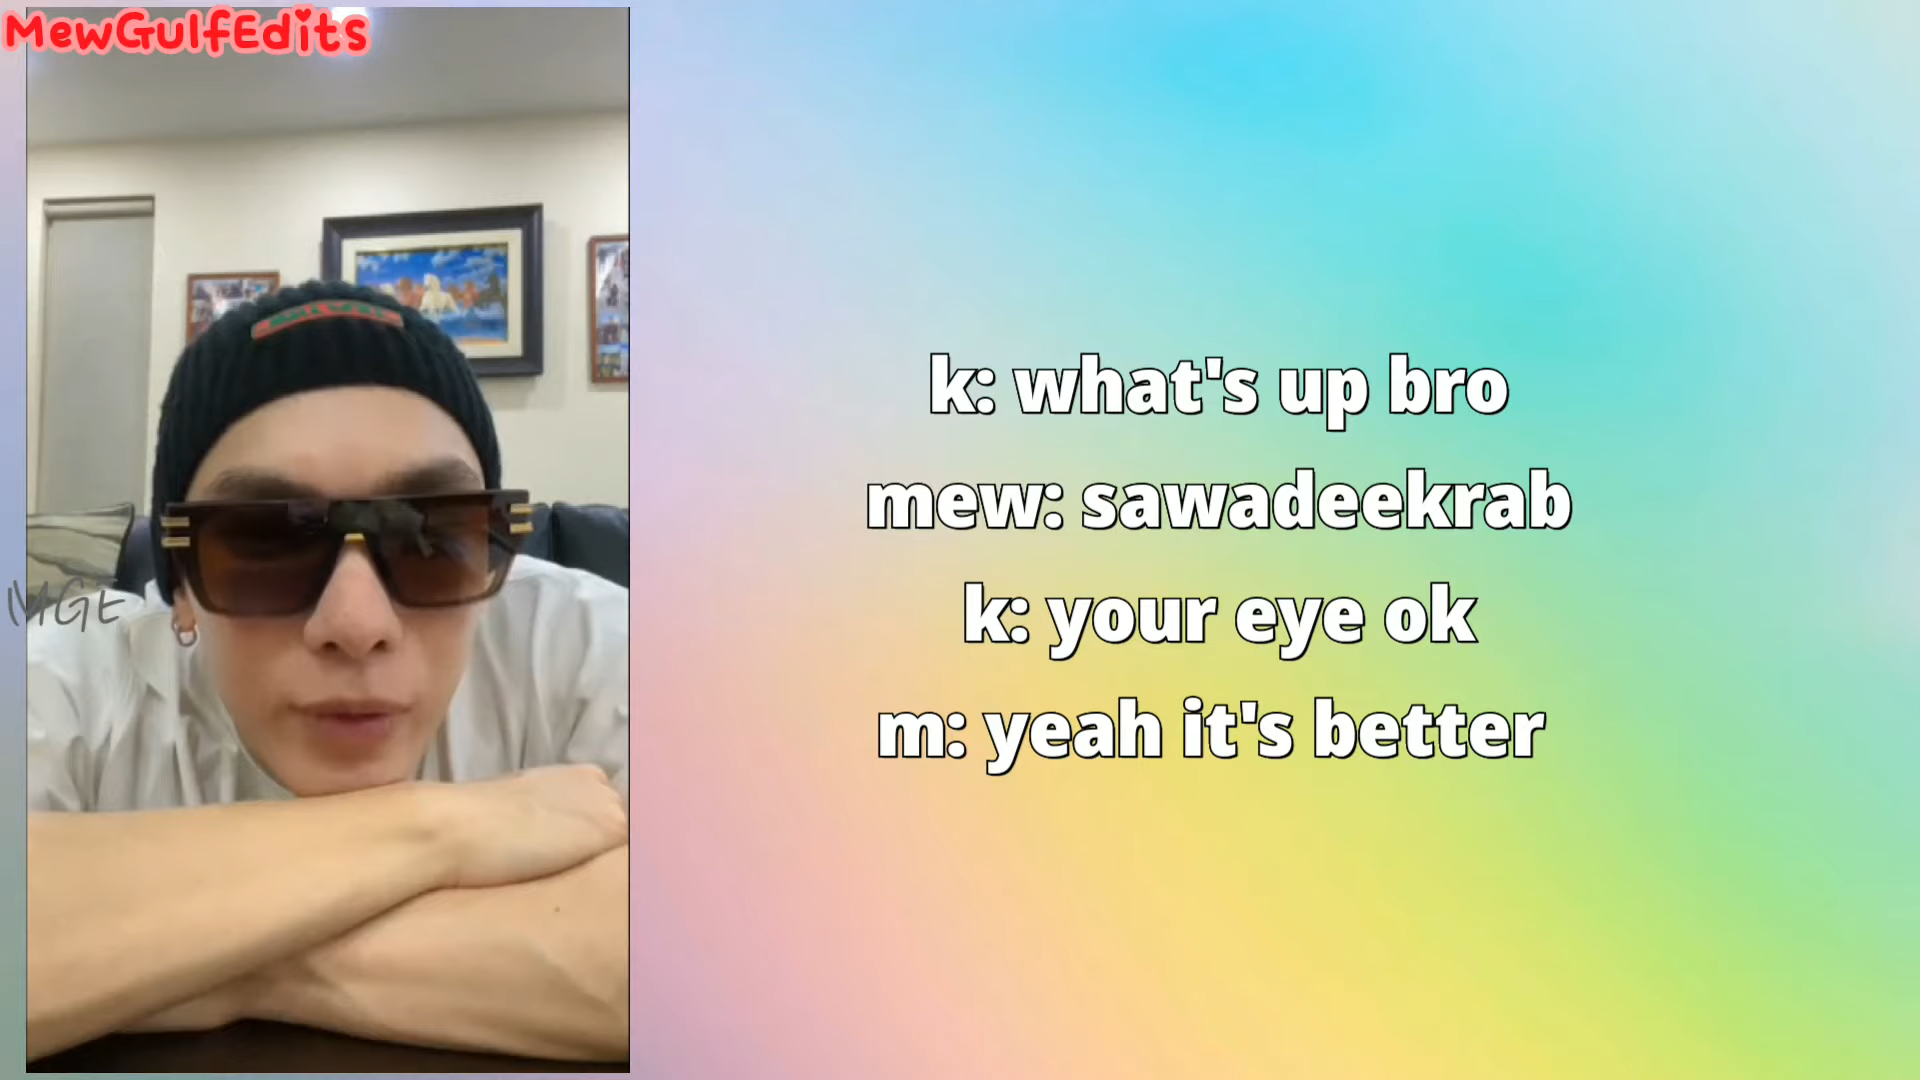 MewGulfEdits
k: what's up bro
mew: sawadeekrab
k: your eye ok
MGE
m: yeah it's better